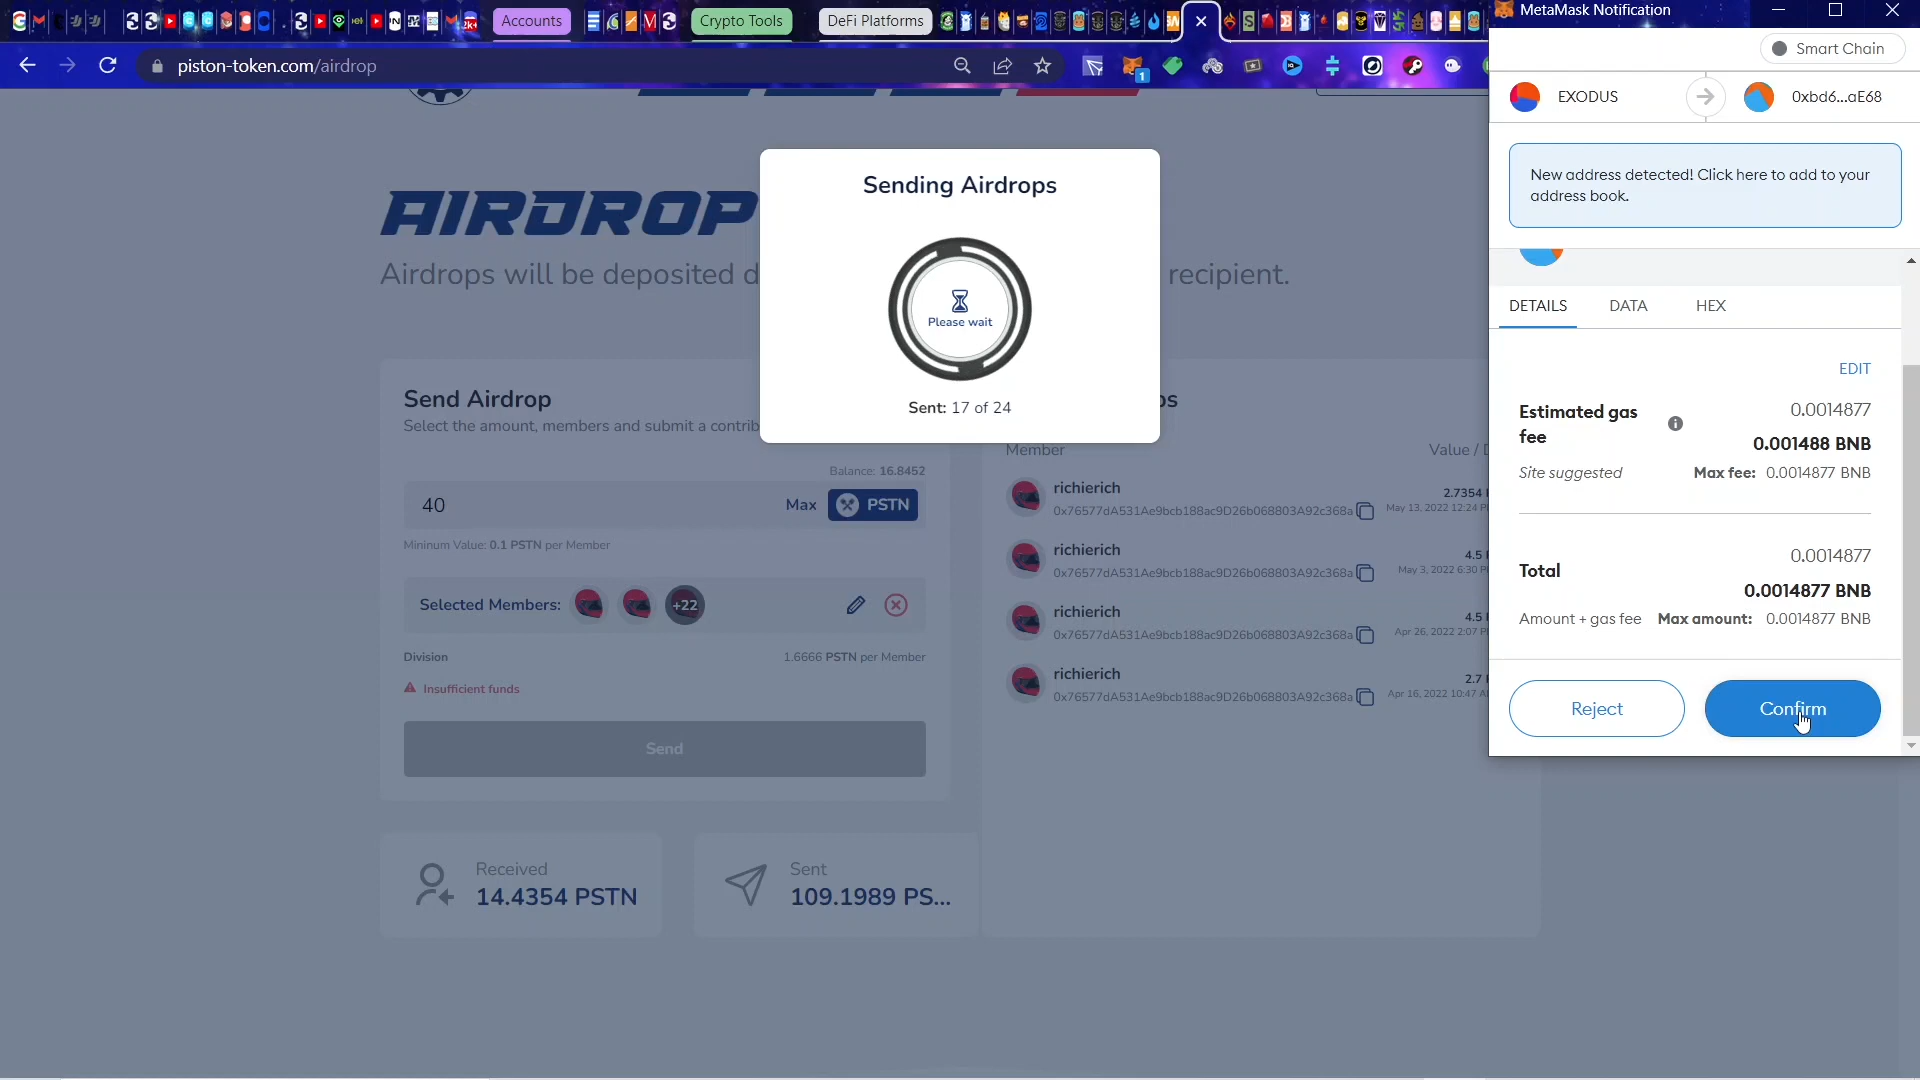 Accounts
Crypto Tools
DeFi Platforms
MetaMask Notification
piston-token.com/airdrop
1
Smart Chain
EXODUS
0xbd6...aE68
New address detected! Click here to add to your
address book.
AIRDROP
Airdrops will be deposited d
recipient.
Sending Airdrops
Please wait
Sent: 17 of 24
Send Airdrop
Select the amount, members and submit a contrib
Balance: 16.8452
40
Max
PSTN
Mininum Value: 0.1 PSTN per Member
Selected Members:
+22
Division
1.6666 PSTN per Member
Insufficient funds
Send
Received
14.4354 PSTN
Sent
109.1989 PS...
ps
Member
Value / D
richierich
2.7354
0x76577dA531Ae9bcb188ac9D26b068803A92c368a
May 13, 2022 12:24 P
richierich
4.5
0x76577dA531Ae9bcb188ac9D26b068803A92c368a
May 3, 2022 6:30 P
richierich
4.5
0x76577dA531Ae9bcb188ac9D26b068803A92c368a
Apr 26, 2022 2:07 P
richierich
2.7
0x76577dA531Ae9bcb188ac9D26b068803A92c368a
Apr 16, 2022 10:47 A
DETAILS
DATA
HEX
EDIT
Estimated gas
fee
0.0014877
0.001488 BNB
Site suggested
Max fee: 0.0014877 BNB
0.0014877
Total
0.0014877 BNB
Amount + gas fee
Max amount: 0.0014877 BNB
Reject
Confirm